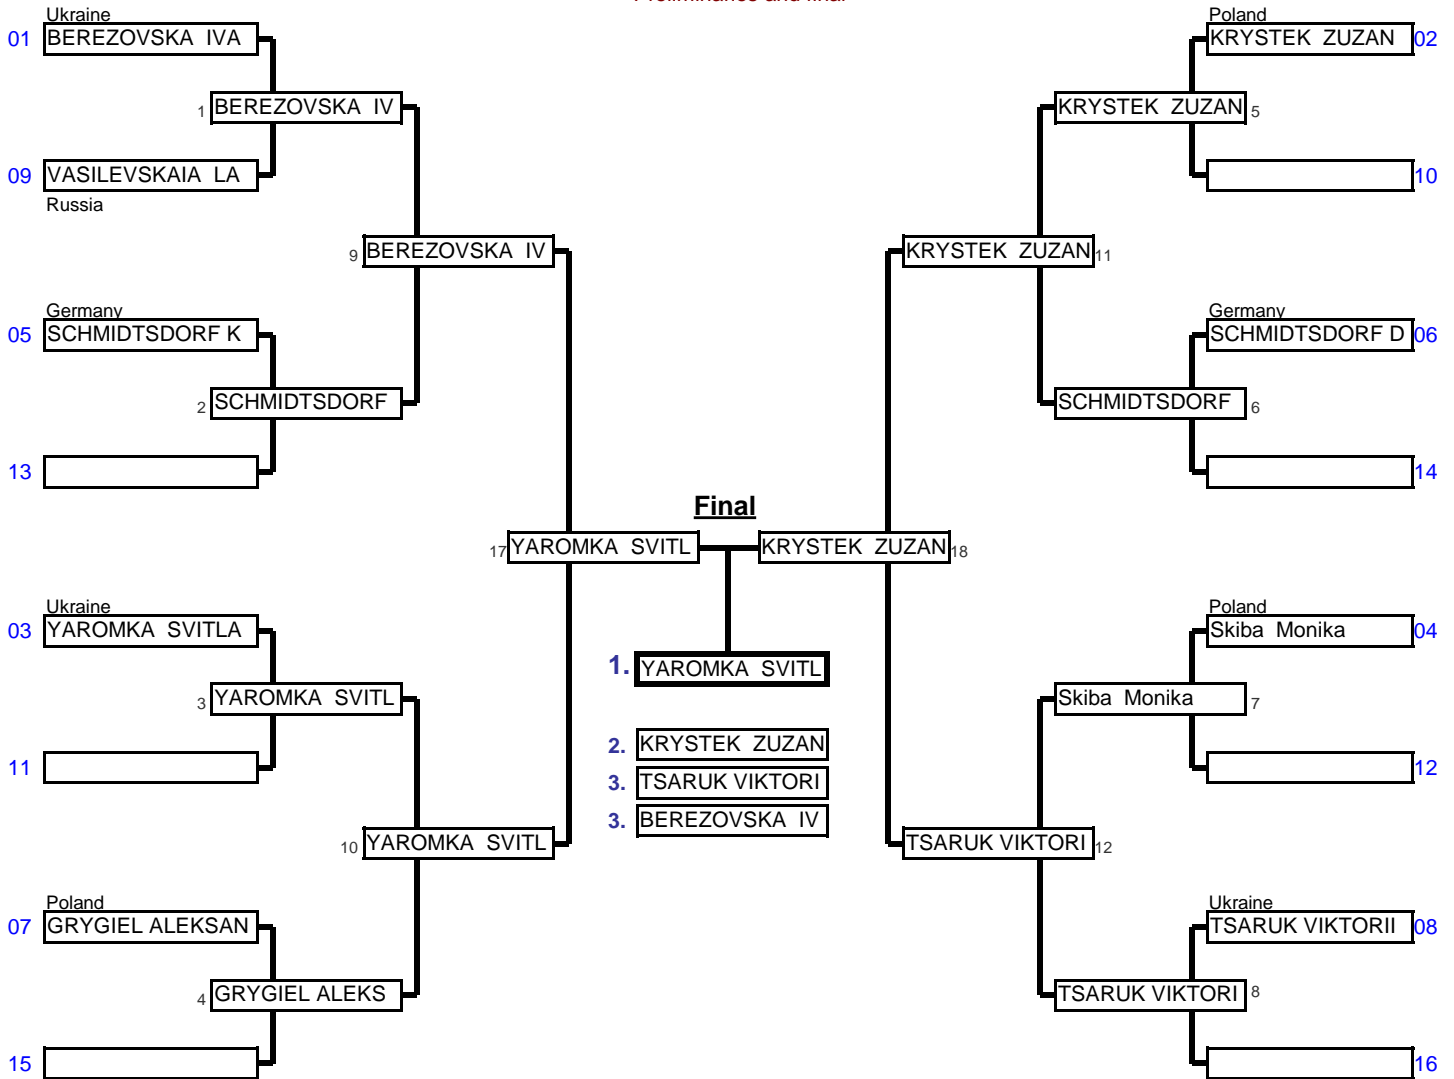 Preliminaries and final
Ukraine
01 BEREZOVSKA IVA
1 BEREZOVSKA IV
09 VASILEVSKAIA LA
Russia
9 BEREZOVSKA IV
Germany
05 SCHMIDTSDORF K
2 SCHMIDTSDORF
13
17 YAROMKA SVITL
Ukraine
03 YAROMKA SVITLA
3 YAROMKA SVITL
11
10 YAROMKA SVITL
Poland
07 GRYGIEL ALEKSAN
4 GRYGIEL ALEKS
15
Final
1. YAROMKA SVITL
2. KRYSTEK ZUZAN
3. TSARUK VIKTORI
3. BEREZOVSKA IV
Poland
KRYSTEK ZUZAN 02
KRYSTEK ZUZAN 5
10
KRYSTEK ZUZAN 11
Germany
SCHMIDTSDORF D 06
SCHMIDTSDORF 6
14
KRYSTEK ZUZAN 18
Poland
Skiba Monika 04
Skiba Monika 7
12
TSARUK VIKTORI 12
Ukraine
TSARUK VIKTORII 08
TSARUK VIKTORI 8
16